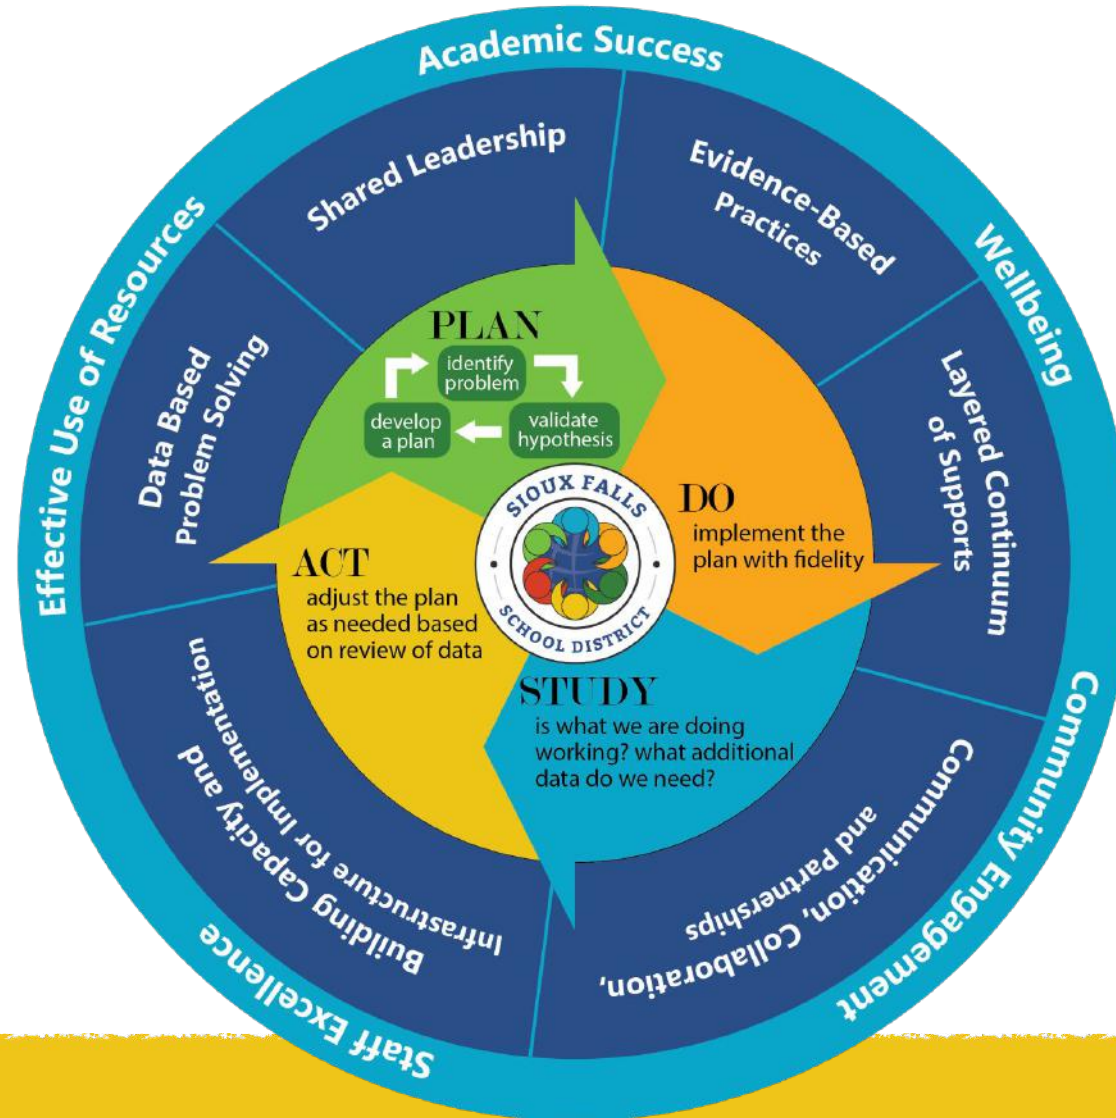 Academic Success
Wellbeing
Community Engagement
Staff Excellence
Effective Use of Resources
Shared Leadership
Evidence-Based
Practices
Layered Continuum
of Supports
Communication, Collaboration,
and Partnerships
Building Capacity and
Infrastructure for Implementation
Data Based
Problem Solving
PLAN
identify
problem
validate
hypothesis
develop
a plan
DO
implement the
plan with fidelity
STUDY
is what we are doing
working? what additional
data do we need?
ACT
adjust the plan
as needed based
on review of data
SIOUX FALLS
SCHOOL DISTRICT